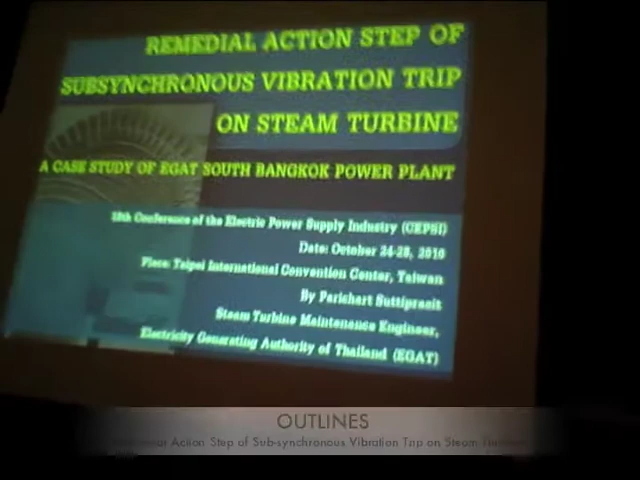 REMEDIAL ACTION STEP OF
SUBSYNCHRONOUS VIBRATION TRIP
ON STEAM TURBINE
A CASE STUDY OF EGAT SOUTH BANGKOK POWER PLANT
Conference of the Electric Power Supply Industry (CEPSI)
Date: October 24-28, 2010
Place: Taipei International Convention Center, Taiwan
By Parichart Suttiprasit
Steam Turbine Maintenance Engineer,
Electricity Generating Authority of Thailand (EGAT)
OUTLINES
Action Step of Sub-synchronous Vibration Trip on Steam